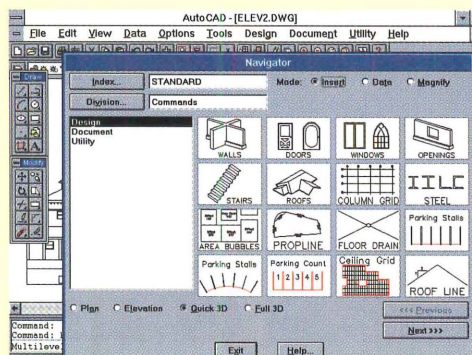 AutoCAD - [ELEV2.DWG]
File Edit View Data Options Tools Design Document Utility Help
Navigator
Draw
Index... STANDARD Mode: Insert Data Magnify
Division... Commands
Design
Document
Utility
Modify
WALLS DOORS WINDOWS OPENINGS
STAIRS ROOFS COLUMN GRID STEEL
AREA BUBBLES PROPLINE FLOOR DRAIN Parking Stalls
Parking Stalls Parking Count Ceiling Grid
1 2 3 4 5
ROOF LINE
Plan Elevation Quick 3D Full 3D
<<< Previous
Next >>>
Command:
Command:
Multileve
Exit Help...